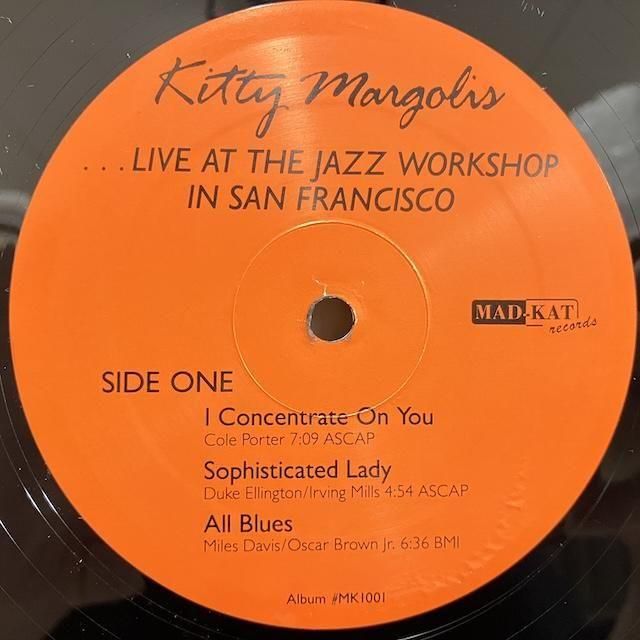 Kitty Margolis
...LIVE AT THE JAZZ WORKSHOP
IN SAN FRANCISCO
MAD-KAT
records
SIDE ONE
I Concentrate On You
Cole Porter 7:09 ASCAP
Sophisticated Lady
Duke Ellington/Irving Mills 4:54 ASCAP
All Blues
Miles Davis/Oscar Brown Jr. 6:36 BMI
Album #MK1001